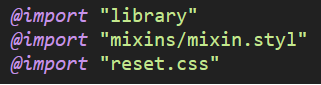 @import "library"
@import "mixins/mixin.styl"
@import "reset.css"